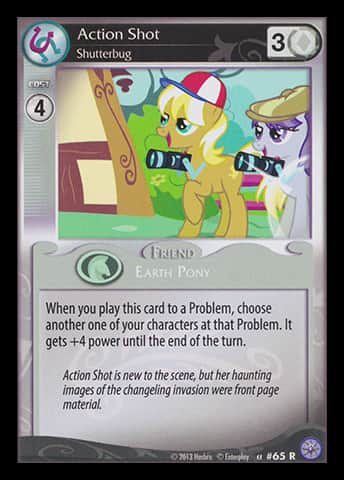 Action Shot
Shutterbug
3
COST
4
FRIEND
EARTH PONY
When you play this card to a Problem, choose
another one of your characters at that Problem. It
gets +4 power until the end of the turn.
Action Shot is new to the scene, but her haunting
images of the changeling invasion were front page
material.
© 2013 Hasbro. © Enterplay #65 R